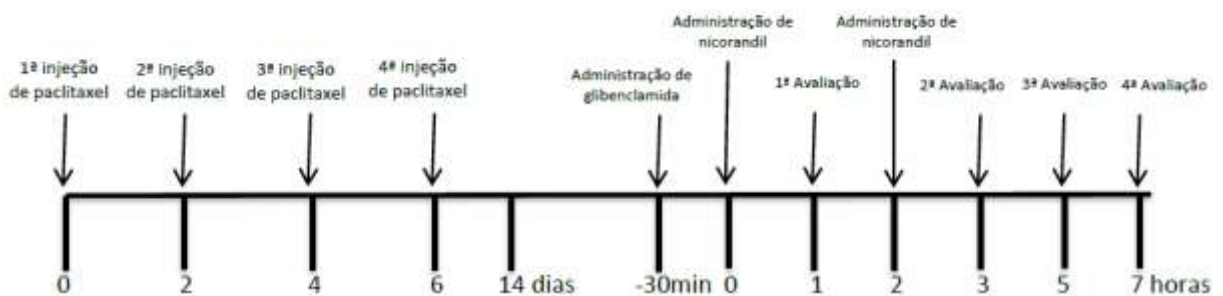 1ª injeção
de paclitaxel
2ª injeção
de paclitaxel
3ª injeção
de paclitaxel
4ª injeção
de paclitaxel
Administração de
glibenclamida
Administração de
nicorandil
1ª Avaliação
Administração de
nicorandil
2ª Avaliação
3ª Avaliação
4ª Avaliação
0 2 4 6 14 dias -30min 0 1 2 3 5 7 horas